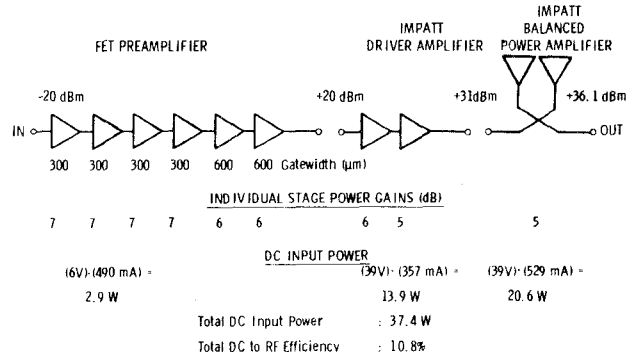 FET PREAMPLIFIER
IMPATT
DRIVER AMPLIFIER
IMPATT
BALANCED
POWER AMPLIFIER
-20 dBm
+20 dBm
+31dBm
+36.1 dBm
IN
OUT
300 300 300 300 600 600 Gatewidth (μm)
INDIVIDUAL STAGE POWER GAINS (dB)
7 7 7 7 6 6 6 5 5
DC INPUT POWER
(6V)·(490 mA) = (39V)·(357 mA) = (39V)·(529 mA) =
2.9 W 13.9 W 20.6 W
Total DC Input Power : 37.4 W
Total DC to RF Efficiency : 10.8%